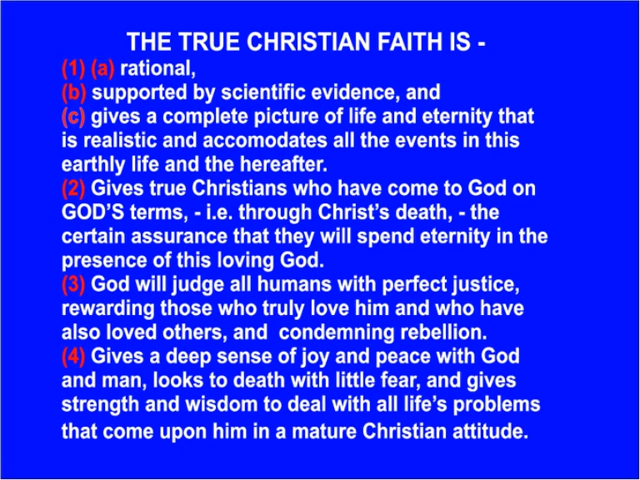 THE TRUE CHRISTIAN FAITH IS -
(1) (a) rational,
(b) supported by scientific evidence, and
(c) gives a complete picture of life and eternity that
is realistic and accomodates all the events in this
earthly life and the hereafter.
(2) Gives true Christians who have come to God on
GOD'S terms, - i.e. through Christ's death, - the
certain assurance that they will spend eternity in the
presence of this loving God.
(3) God will judge all humans with perfect justice,
rewarding those who truly love him and who have
also loved others, and  condemning rebellion.
(4) Gives a deep sense of joy and peace with God
and man, looks to death with little fear, and gives
strength and wisdom to deal with all life's problems
that come upon him in a mature Christian attitude.